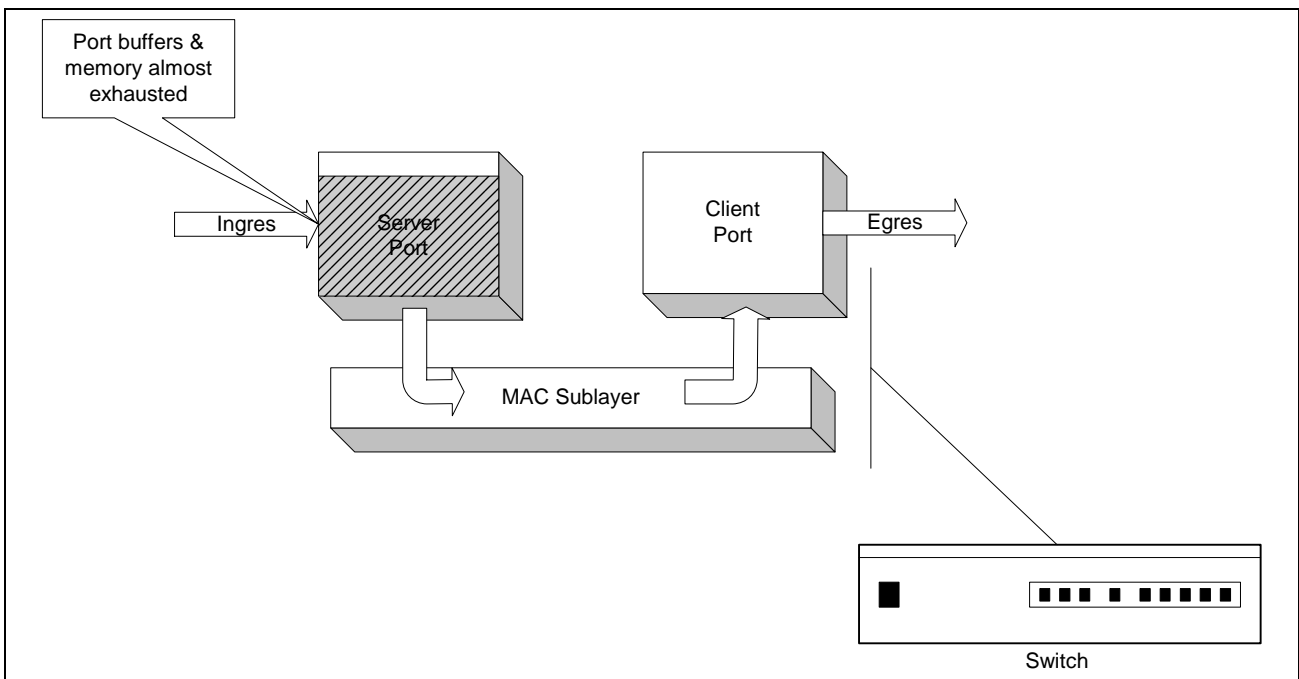 Port buffers &
memory almost
exhausted
Ingres
Server
Port
Client
Port
Egres
MAC Sublayer
Switch